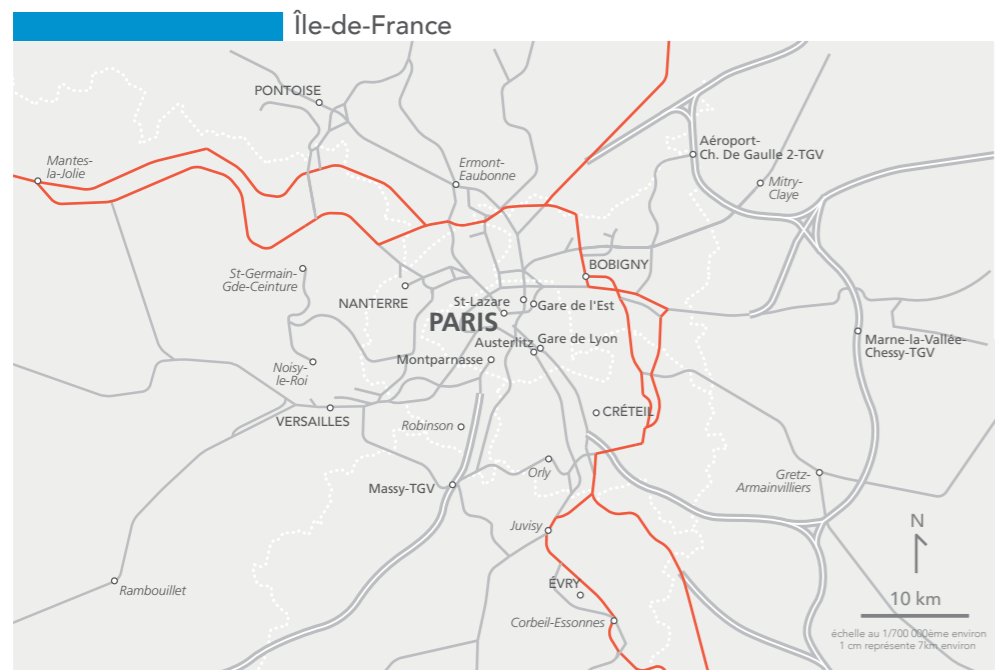 Île-de-France
PONTOISE
Mantes-
la-Jolie
Ermont-
Eaubonne
Aéroport-
Ch. De Gaulle 2-TGV
Mitry-
Claye
St-Germain-
Gde-Ceinture
BOBIGNY
NANTERRE
St-Lazare
Gare de l'Est
PARIS
Austerlitz
Gare de Lyon
Marne-la-Vallée-
Chessy-TGV
Montparnasse
Noisy-
le-Roi
VERSAILLES
Robinson
CRÉTEIL
Orly
Massy-TGV
Gretz-
Armainvilliers
Juvisy
N
Rambouillet
ÉVRY
10 km
Corbeil-Essonnes
échelle au 1/700 000ème environ
1 cm représente 7km environ